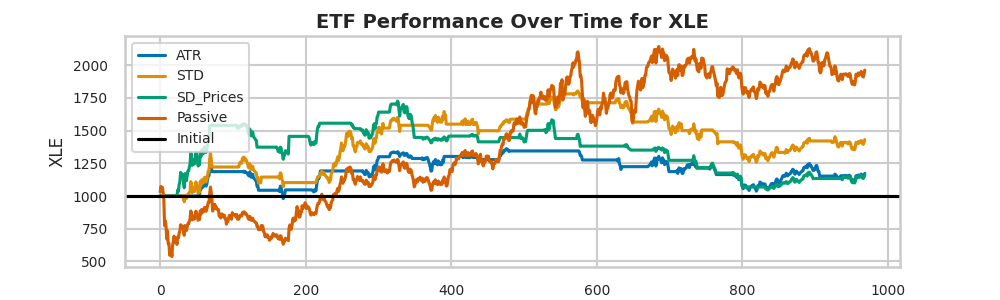 ETF Performance Over Time for XLE
ATR
STD
SD_Prices
Passive
Initial
XLE
2000
1750
1500
1250
1000
750
500
0 200 400 600 800 1000